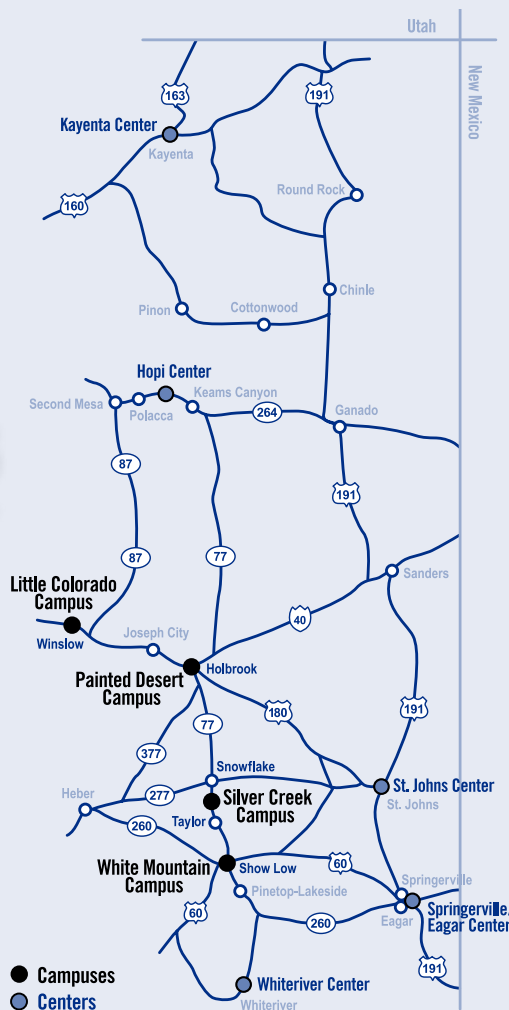 Utah
New Mexico
163
191
Kayenta Center
Kayenta
Round Rock
160
Chinle
Pinon
Cottonwood
Hopi Center
Second Mesa
Polacca
Keams Canyon
264
Ganado
87
191
87
77
Sanders
Little Colorado
Campus
Winslow
Joseph City
40
Painted Desert
Campus
Holbrook
180
191
77
377
Snowflake
277
Heber
Silver Creek
Campus
St. Johns Center
St. Johns
Taylor
260
White Mountain
Campus
Show Low
60
Springerville
Pinetop-Lakeside
60
260
Eagar
Springerville/
Eagar Center
191
Whiteriver Center
Whiteriver
Campuses
Centers